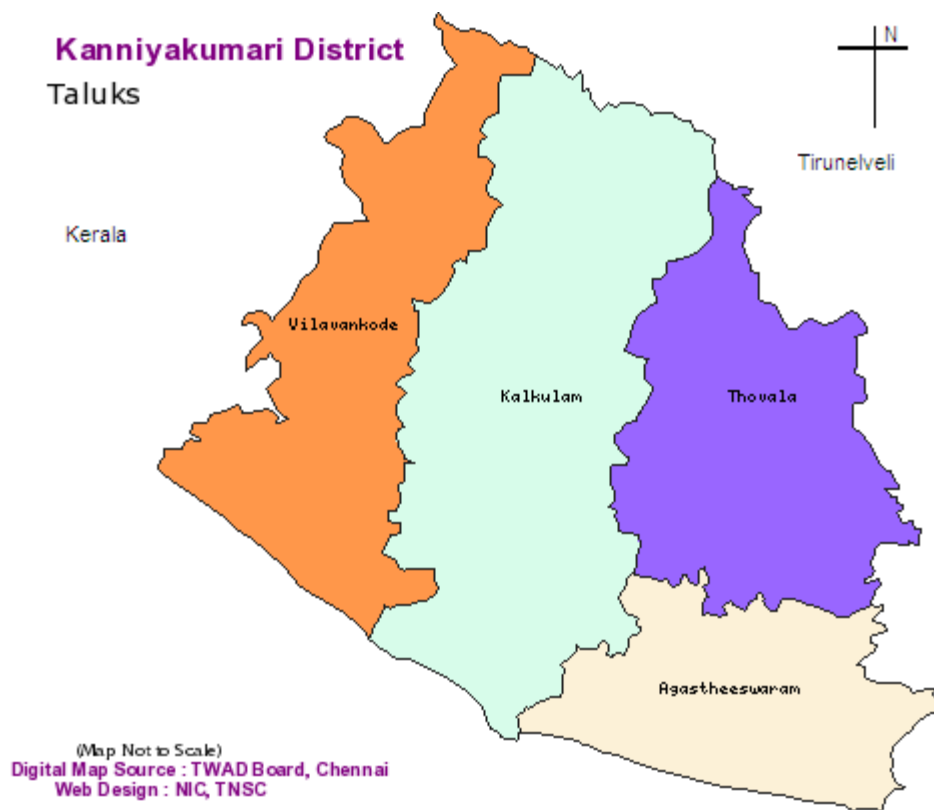 Kanniyakumari District
Taluks
N
Tirunelveli
Kerala
Vilavankode
Kalkulam
Thovala
Agastheeswaram
(Map Not to Scale)
Digital Map Source : TWAD Board, Chennai
Web Design : NIC, TNSC